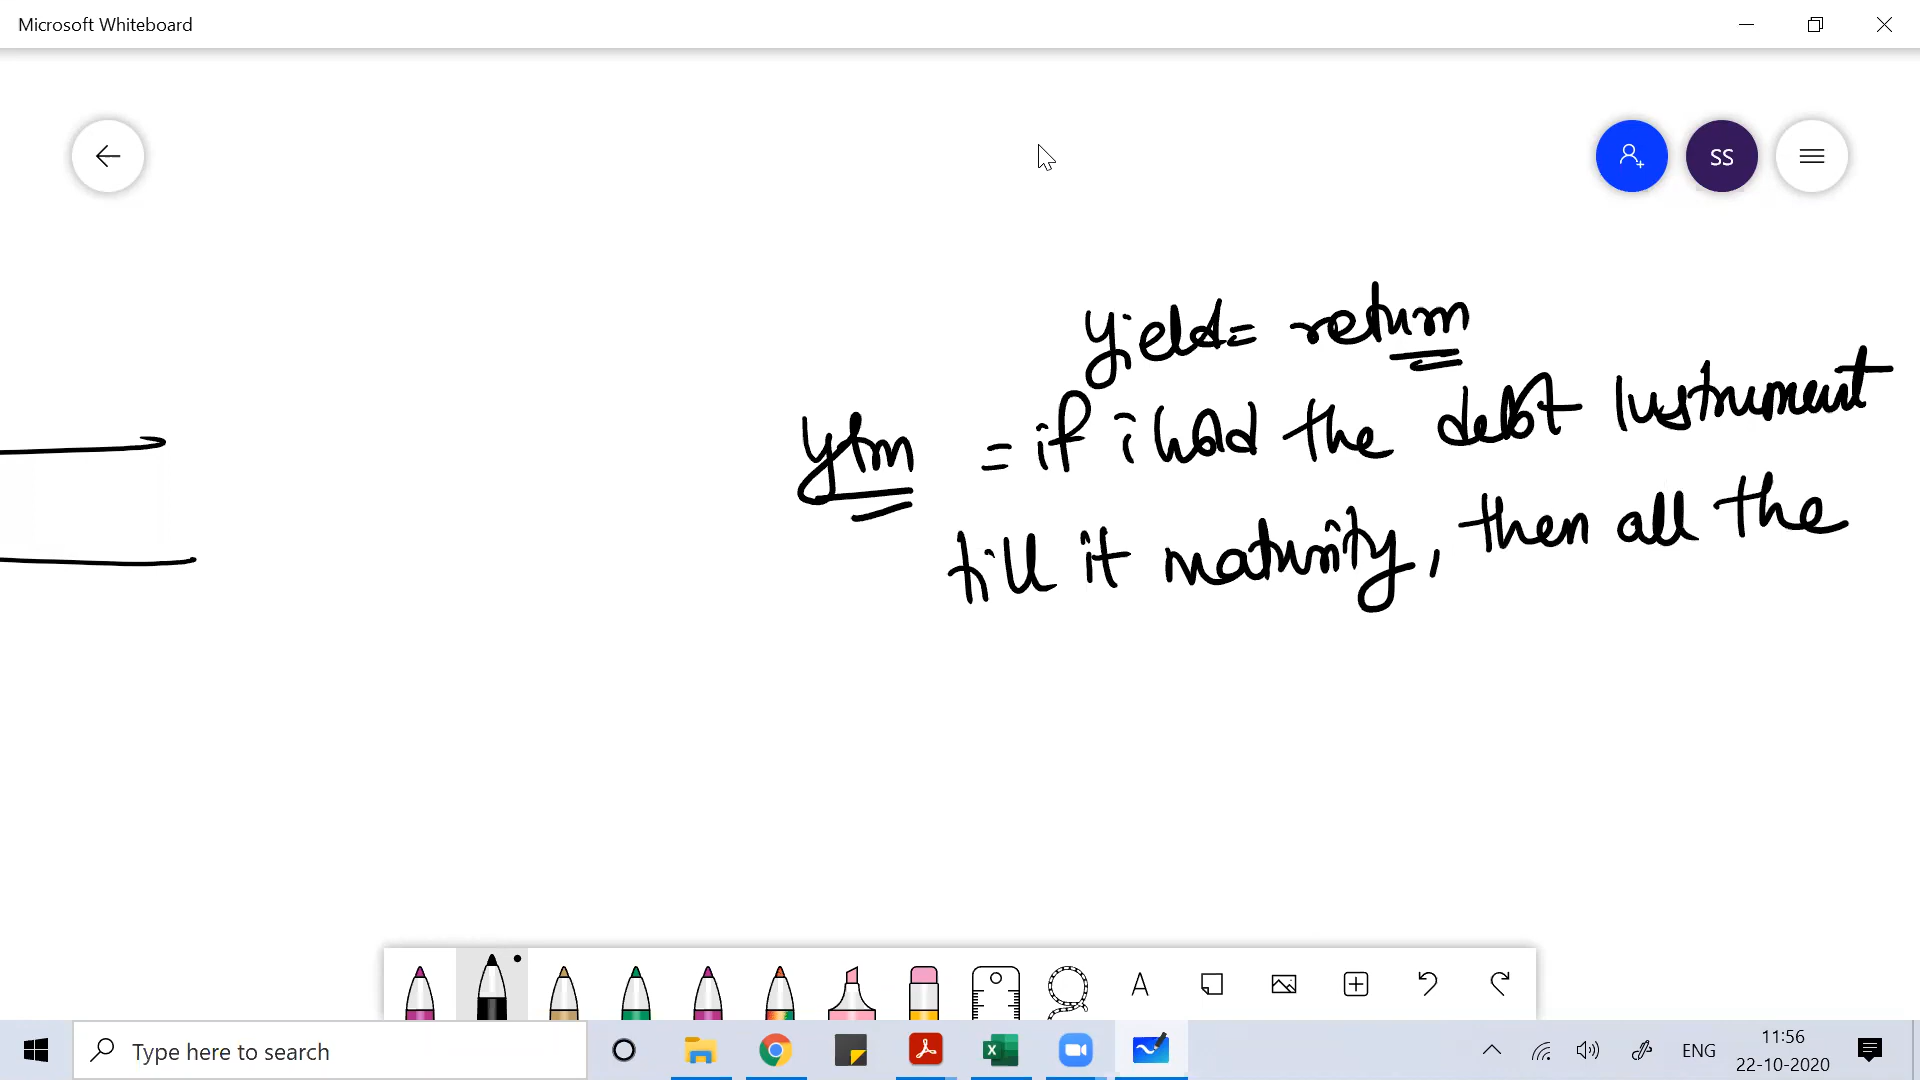 Microsoft Whiteboard
SS
yield = return
ytm = if i hold the debt Instrument
till it maturity, then all the
Type here to search
ENG
11:56
22-10-2020